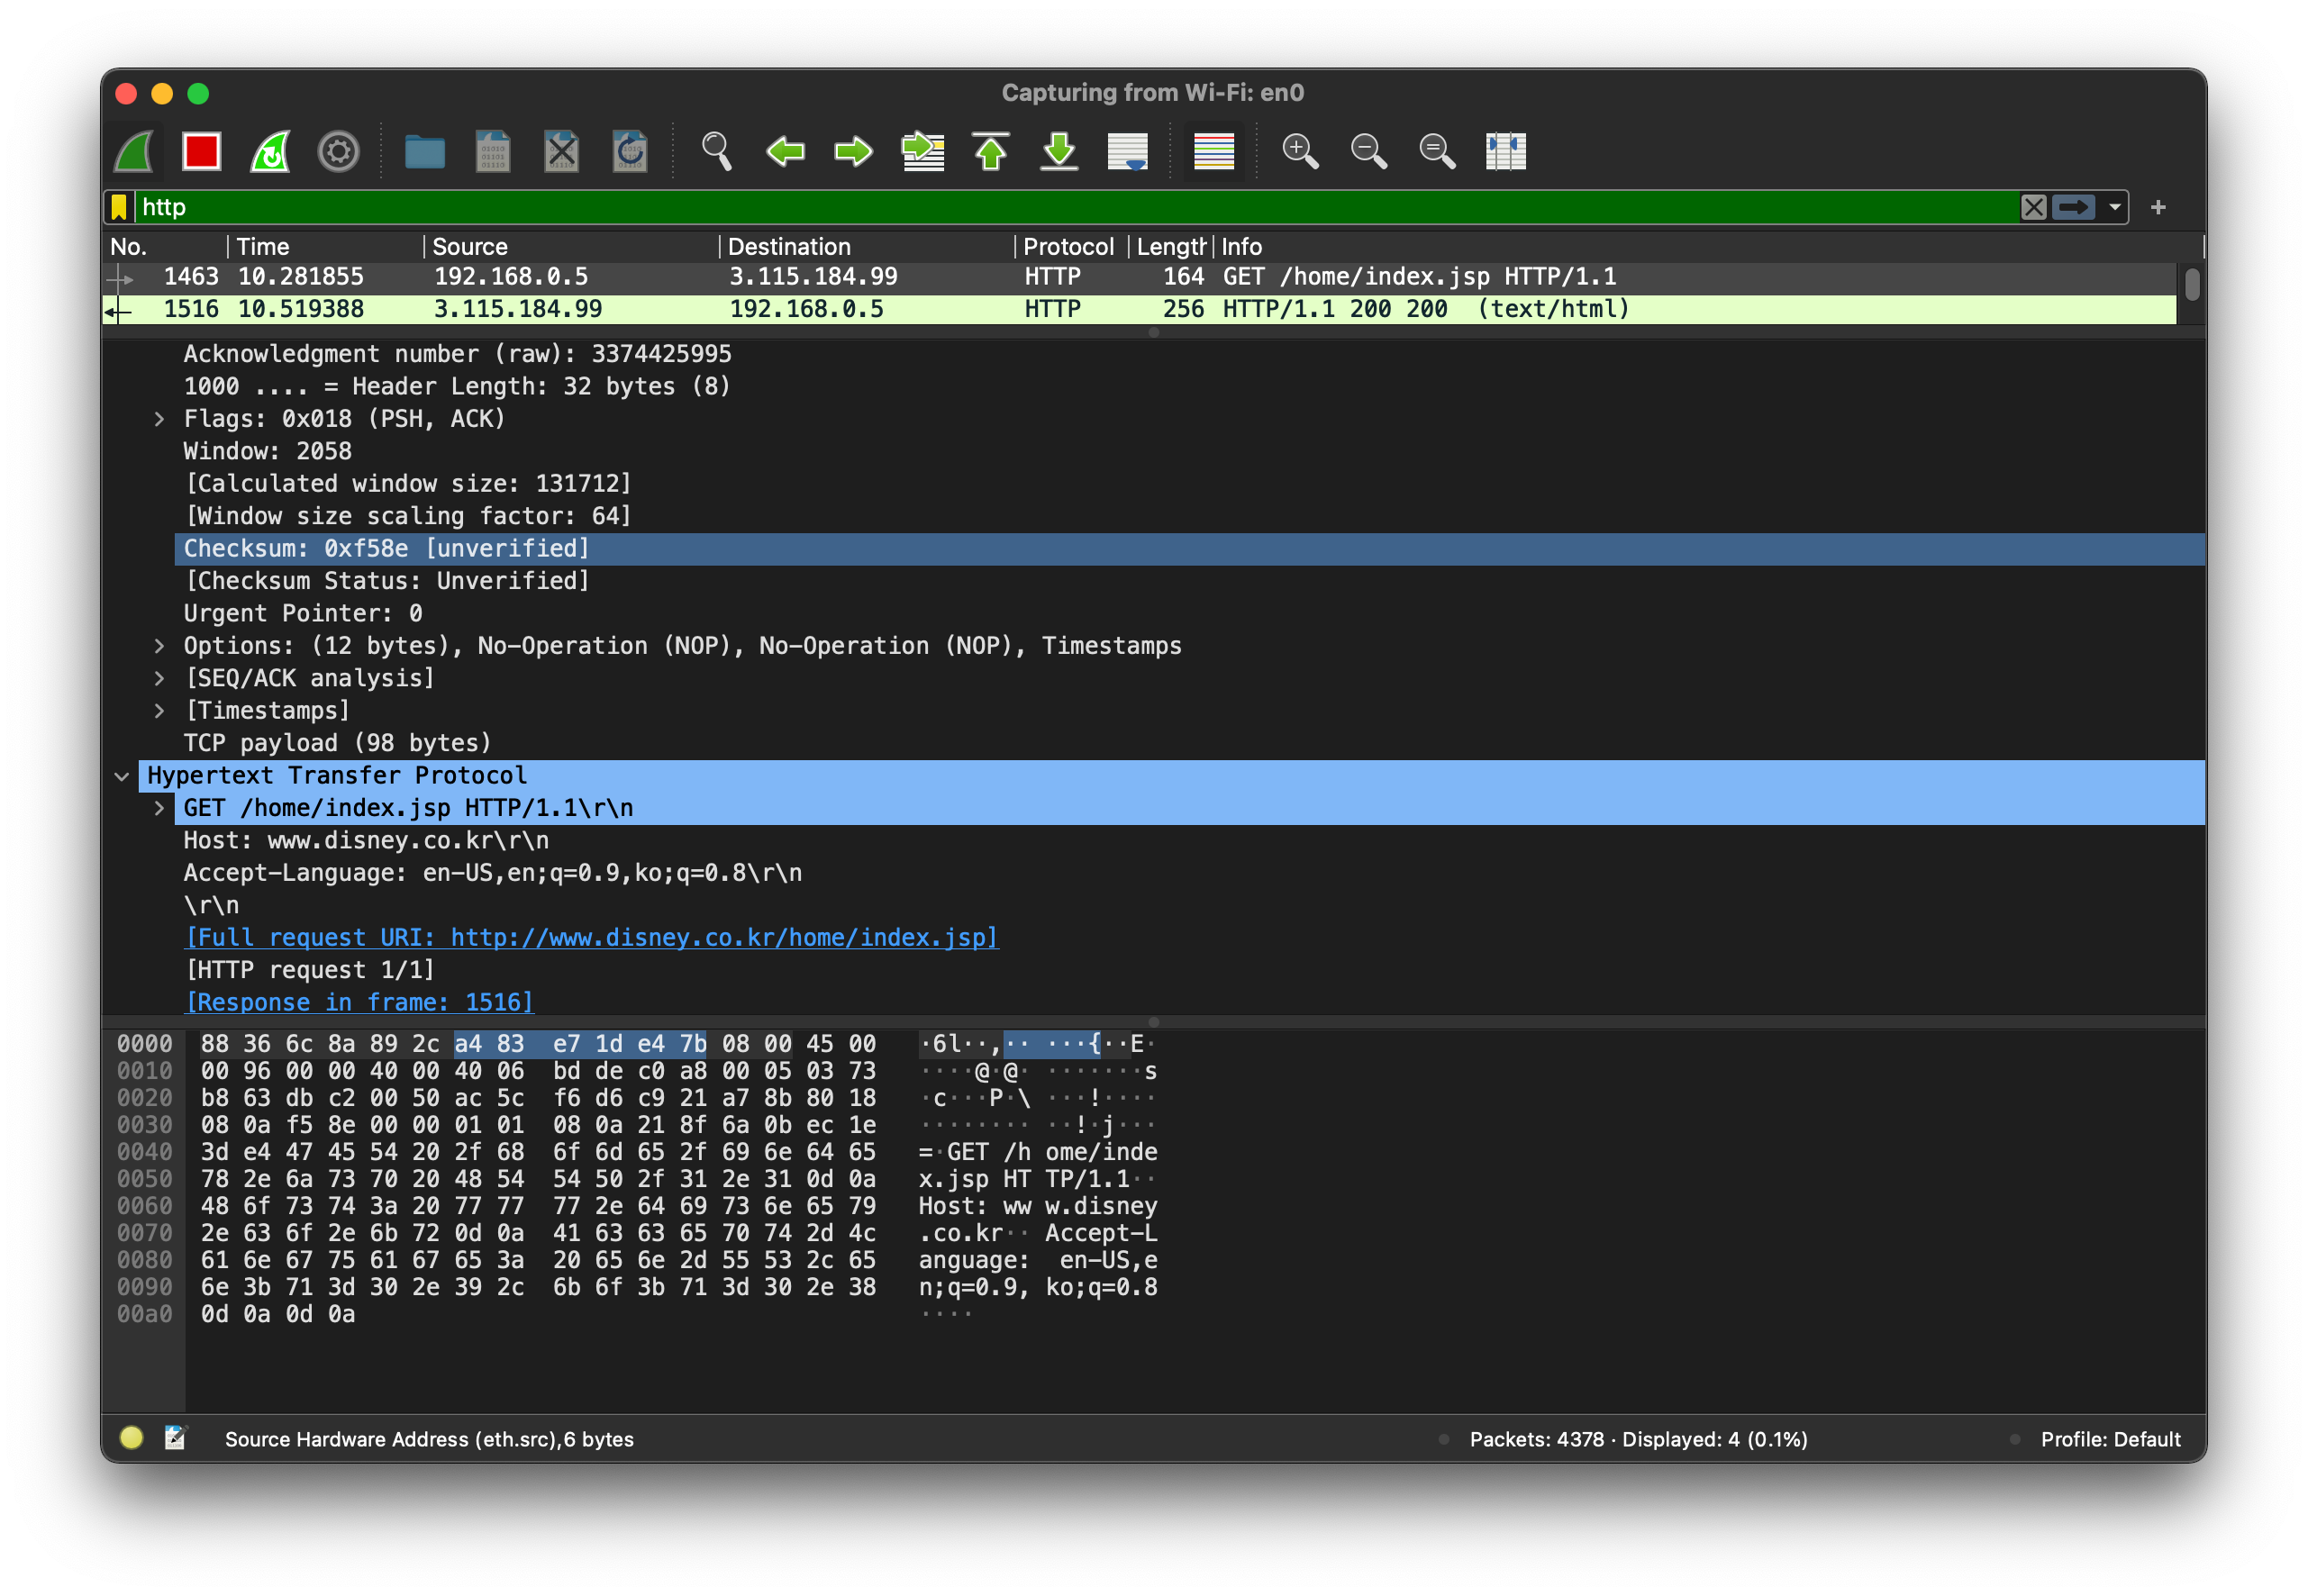 Capturing from Wi-Fi: en0
http
No. Time Source Destination Protocol Length Info
1463 10.281855 192.168.0.5 3.115.184.99 HTTP 164 GET /home/index.jsp HTTP/1.1
1516 10.519388 3.115.184.99 192.168.0.5 HTTP 256 HTTP/1.1 200 200 (text/html)
Acknowledgment number (raw): 3374425995
1000 .... = Header Length: 32 bytes (8)
Flags: 0x018 (PSH, ACK)
Window: 2058
[Calculated window size: 131712]
[Window size scaling factor: 64]
Checksum: 0xf58e [unverified]
[Checksum Status: Unverified]
Urgent Pointer: 0
Options: (12 bytes), No-Operation (NOP), No-Operation (NOP), Timestamps
[SEQ/ACK analysis]
[Timestamps]
TCP payload (98 bytes)
Hypertext Transfer Protocol
GET /home/index.jsp HTTP/1.1\r\n
Host: www.disney.co.kr\r\n
Accept-Language: en-US,en;q=0.9,ko;q=0.8\r\n
\r\n
[Full request URI: http://www.disney.co.kr/home/index.jsp]
[HTTP request 1/1]
[Response in frame: 1516]
0000 88 36 6c 8a 89 2c a4 83 e7 1d e4 7b 08 00 45 00 ·6l··,·· ···{··E·
0010 00 96 00 00 40 00 40 06 bd de c0 a8 00 05 03 73 ····@·@· ·······s
0020 b8 63 db c2 00 50 ac 5c f6 d6 c9 21 a7 8b 80 18 ·c···P·\ ···!····
0030 08 0a f5 8e 00 00 01 01 08 0a 21 8f 6a 0b ec 1e ········ ··!·j···
0040 3d e4 47 45 54 20 2f 68 6f 6d 65 2f 69 6e 64 65 =·GET /h ome/inde
0050 78 2e 6a 73 70 20 48 54 54 50 2f 31 2e 31 0d 0a x.jsp HT TP/1.1··
0060 48 6f 73 74 3a 20 77 77 77 2e 64 69 73 6e 65 79 Host: ww w.disney
0070 2e 63 6f 2e 6b 72 0d 0a 41 63 63 65 70 74 2d 4c .co.kr·· Accept-L
0080 61 6e 67 75 61 67 65 3a 20 65 6e 2d 55 53 2c 65 anguage: en-US,e
0090 6e 3b 71 3d 30 2e 39 2c 6b 6f 3b 71 3d 30 2e 38 n;q=0.9, ko;q=0.8
00a0 0d 0a 0d 0a ····
Source Hardware Address (eth.src),6 bytes Packets: 4378 · Displayed: 4 (0.1%) Profile: Default